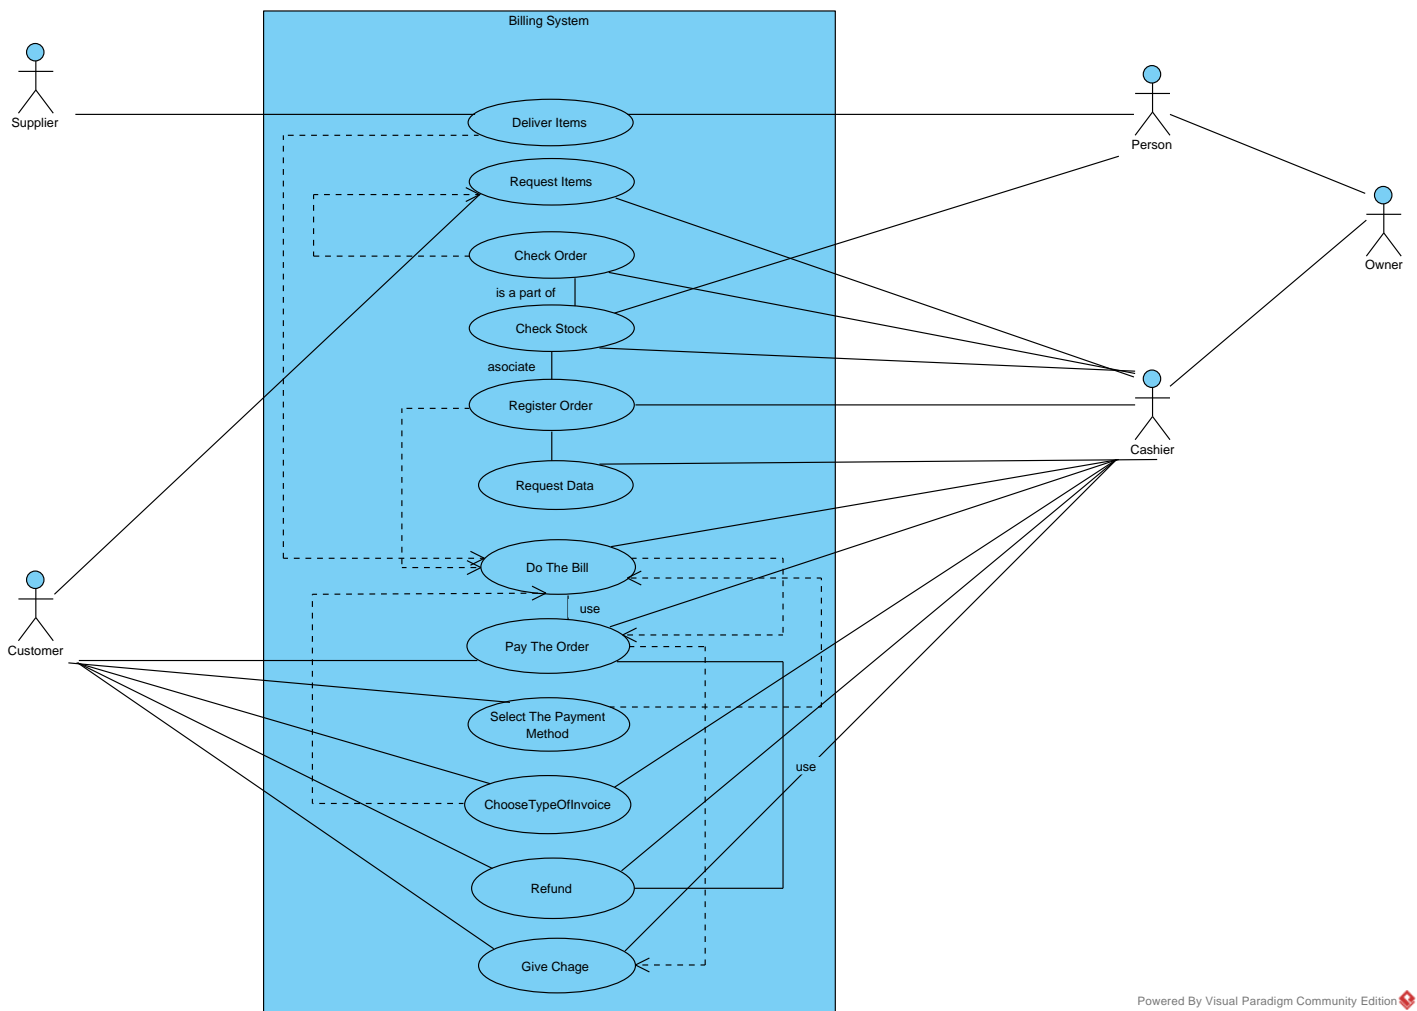 Billing System
Supplier
Deliver Items
Person
Request Items
Owner
Check Order
is a part of
Check Stock
asociate
Register Order
Cashier
Request Data
Do The Bill
use
Customer
Pay The Order
Select The Payment
Method
use
ChooseTypeOfInvoice
Refund
Give Chage
Powered By Visual Paradigm Community Edition